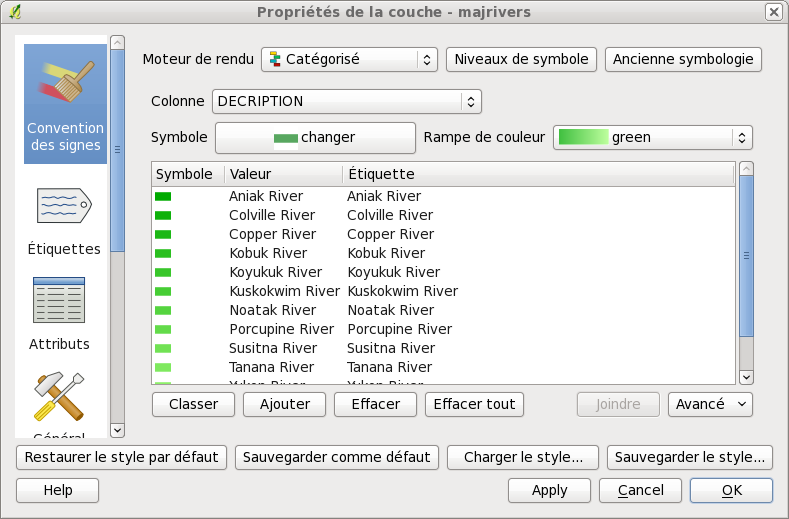 Propriétés de la couche - majrivers
Convention
des signes
Étiquettes
Attributs
Général
Moteur de rendu Catégorisé Niveaux de symbole Ancienne symbologie
Colonne DECRIPTION
Symbole changer Rampe de couleur green
Symbole Valeur Étiquette
Aniak River Aniak River
Colville River Colville River
Copper River Copper River
Kobuk River Kobuk River
Koyukuk River Koyukuk River
Kuskokwim River Kuskokwim River
Noatak River Noatak River
Porcupine River Porcupine River
Susitna River Susitna River
Tanana River Tanana River
Yukon River Yukon River
Classer Ajouter Effacer Effacer tout Joindre Avancé
Restaurer le style par défaut Sauvegarder comme défaut Charger le style... Sauvegarder le style...
Help Apply Cancel OK